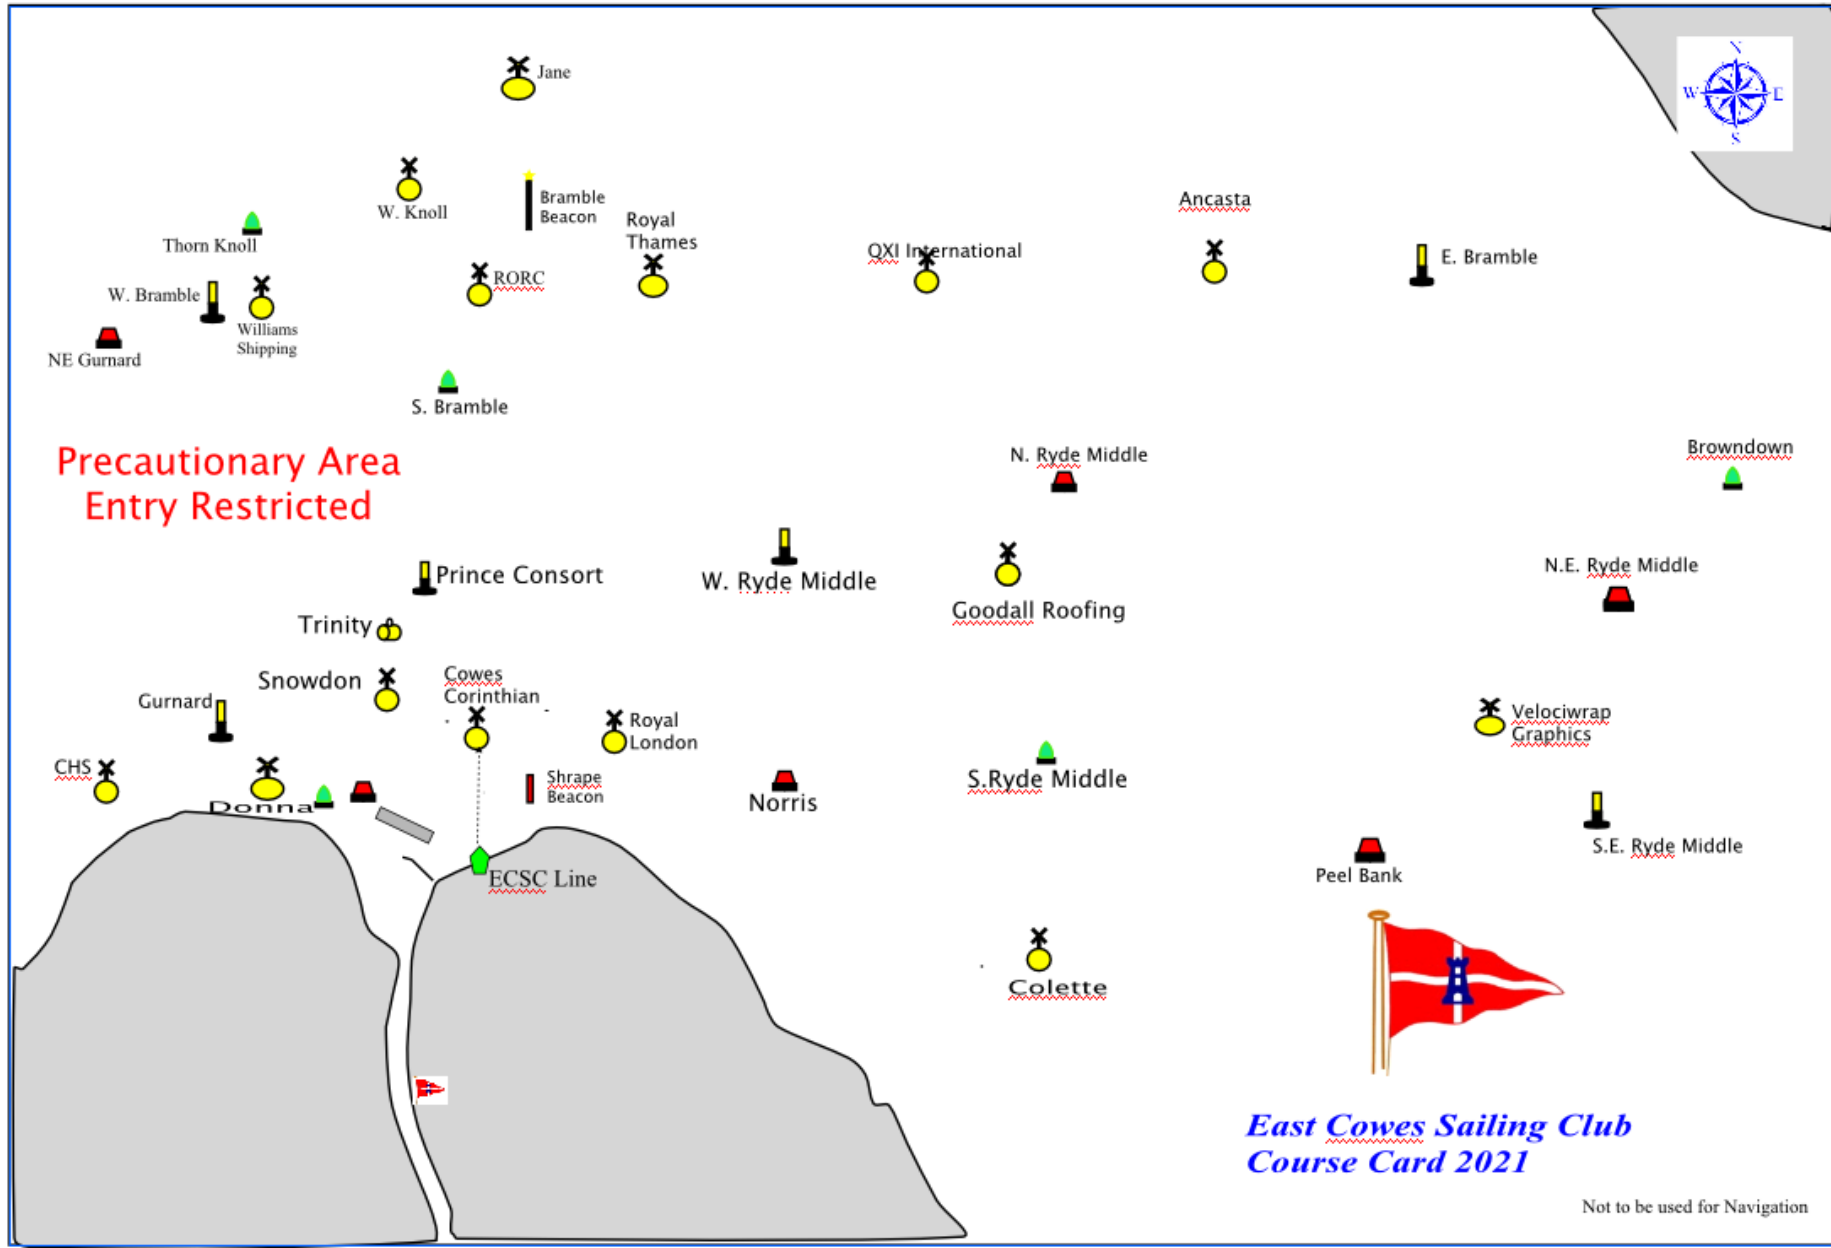 N
W
E
S
Jane
W. Knoll
Bramble
Beacon
Ancasta
Royal
Thames
Thorn Knoll
QXI International
E. Bramble
RORC
W. Bramble
Williams
Shipping
NE Gurnard
S. Bramble
Precautionary Area
Entry Restricted
N. Ryde Middle
Browndown
Prince Consort
W. Ryde Middle
N.E. Ryde Middle
Goodall Roofing
Trinity
Snowdon
Cowes
Corinthian
Gurnard
Royal
London
Velociwrap
Graphics
CHS
Shrape
Beacon
S.Ryde Middle
Donna
Norris
S.E. Ryde Middle
Peel Bank
ECSC Line
Colette
East Cowes Sailing Club
Course Card 2021
Not to be used for Navigation